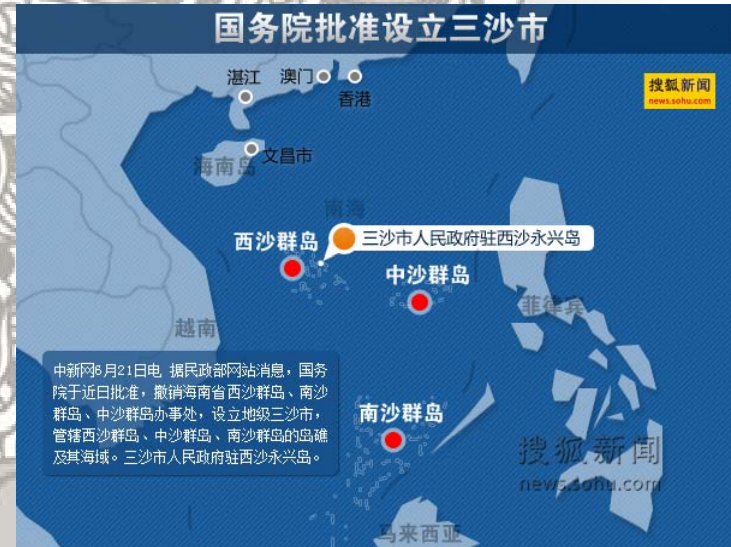 国务院批准设立三沙市
搜狐新闻
news.sohu.com
湛江
澳门
香港
海南岛
文昌市
南海
西沙群岛
三沙市人民政府驻西沙永兴岛
中沙群岛
菲律宾
越南
中新网6月21日电 据民政部网站消息，国务
院于近日批准，撤销海南省西沙群岛、南沙
群岛、中沙群岛办事处，设立地级三沙市，
管辖西沙群岛、中沙群岛、南沙群岛的岛礁
及其海域。三沙市人民政府驻西沙永兴岛。
南沙群岛
搜狐新闻
news.sohu.com
马来西亚